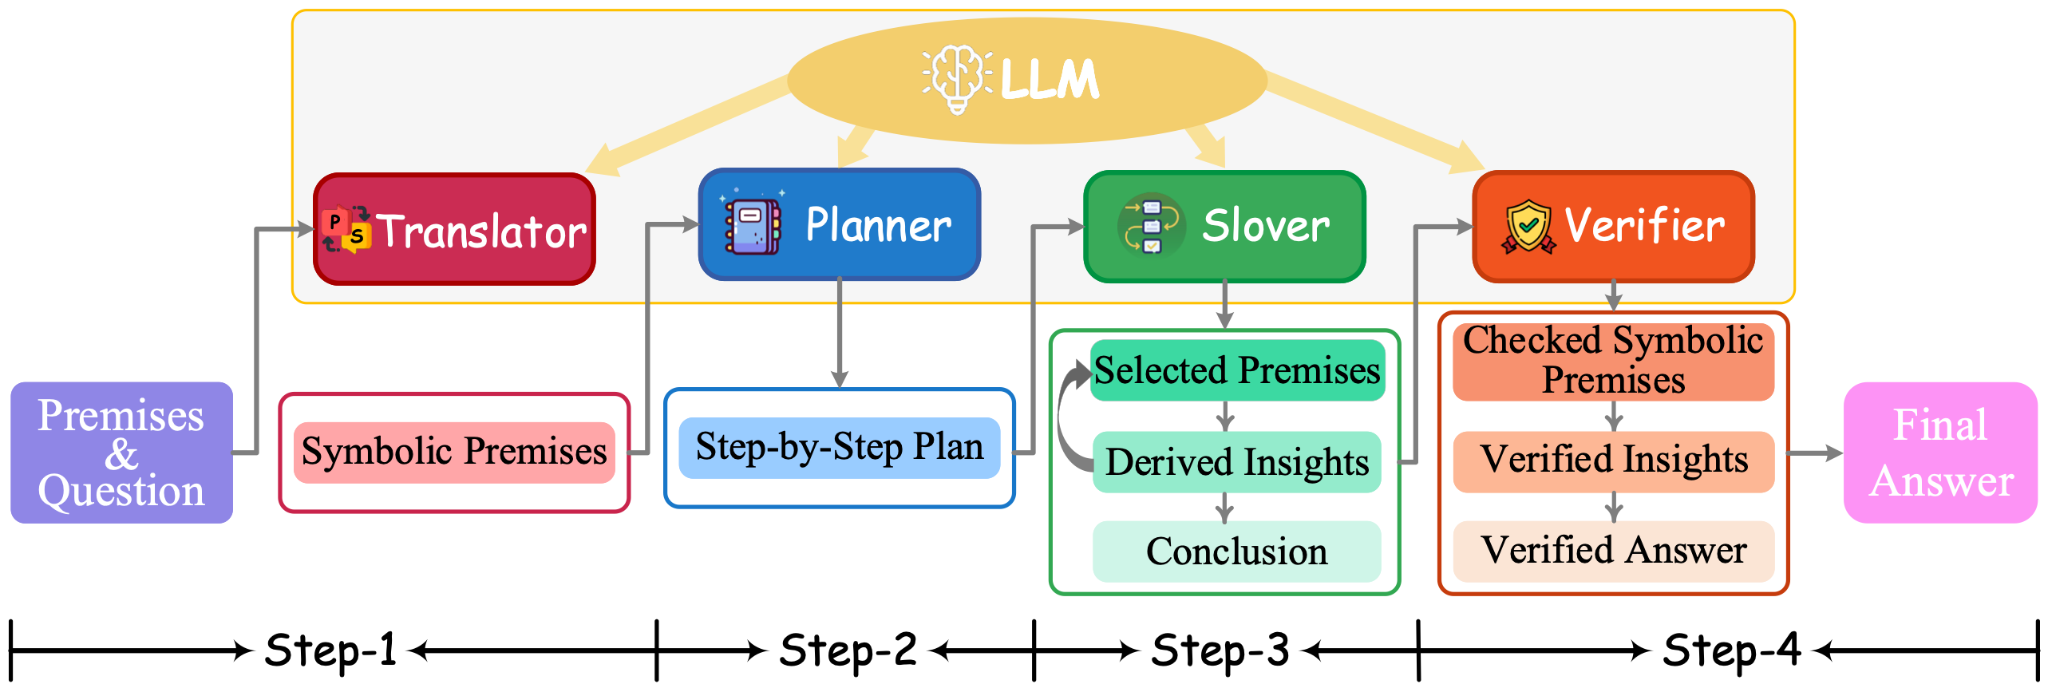 LLM
P
S
Translator
Planner
Slover
Verifier
Premises
&
Question
Symbolic Premises
Step-by-Step Plan
Selected Premises
Derived Insights
Conclusion
Checked Symbolic
Premises
Verified Insights
Verified Answer
Final
Answer
Step-1
Step-2
Step-3
Step-4